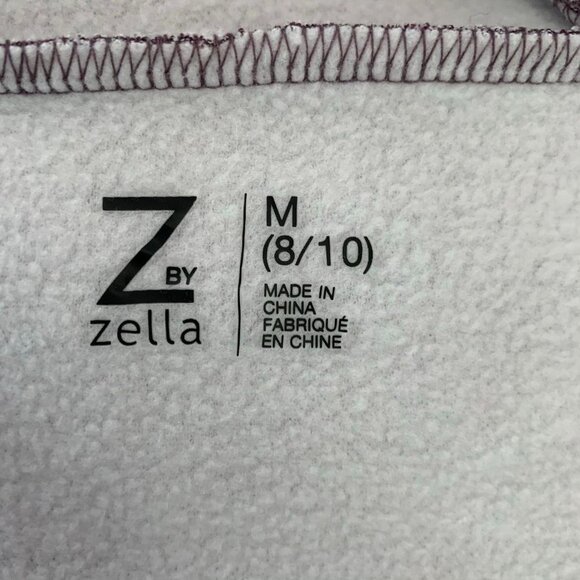 Z BY
zella
M
(8/10)
MADE IN
CHINA
FABRIQUÉ
EN CHINE